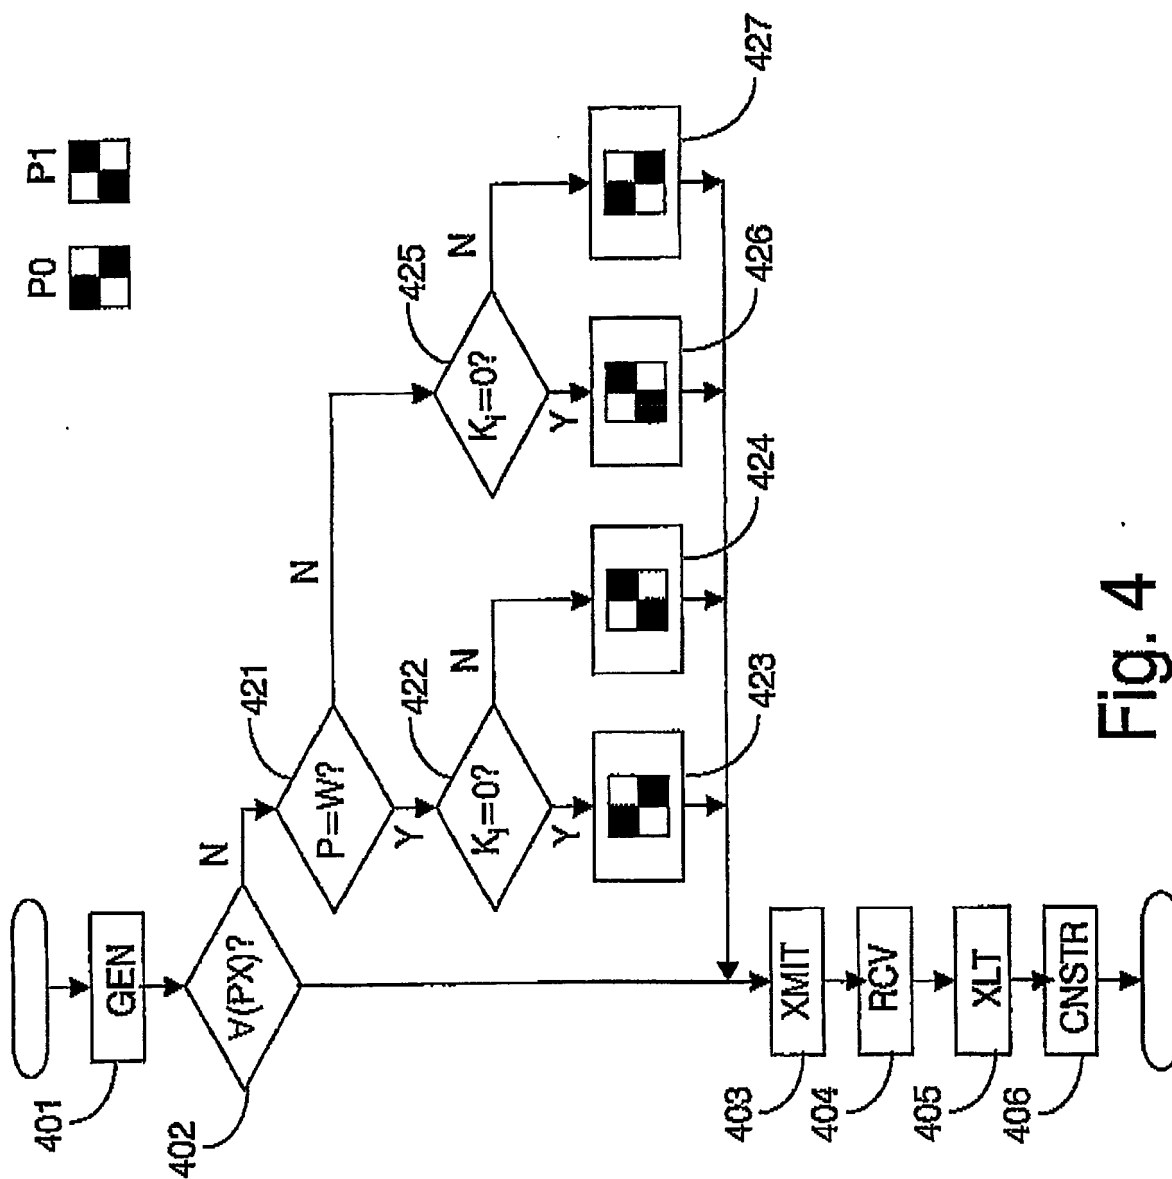 P0 P1
401
GEN
402
∀(PX)?
N
421
P=W?
N
Y
422
Kj=0?
N
Y
425
Ki=0?
N
Y
423
424
426
427
403
XMIT
404
RCV
405
XLT
406
CNSTR
Fig. 4